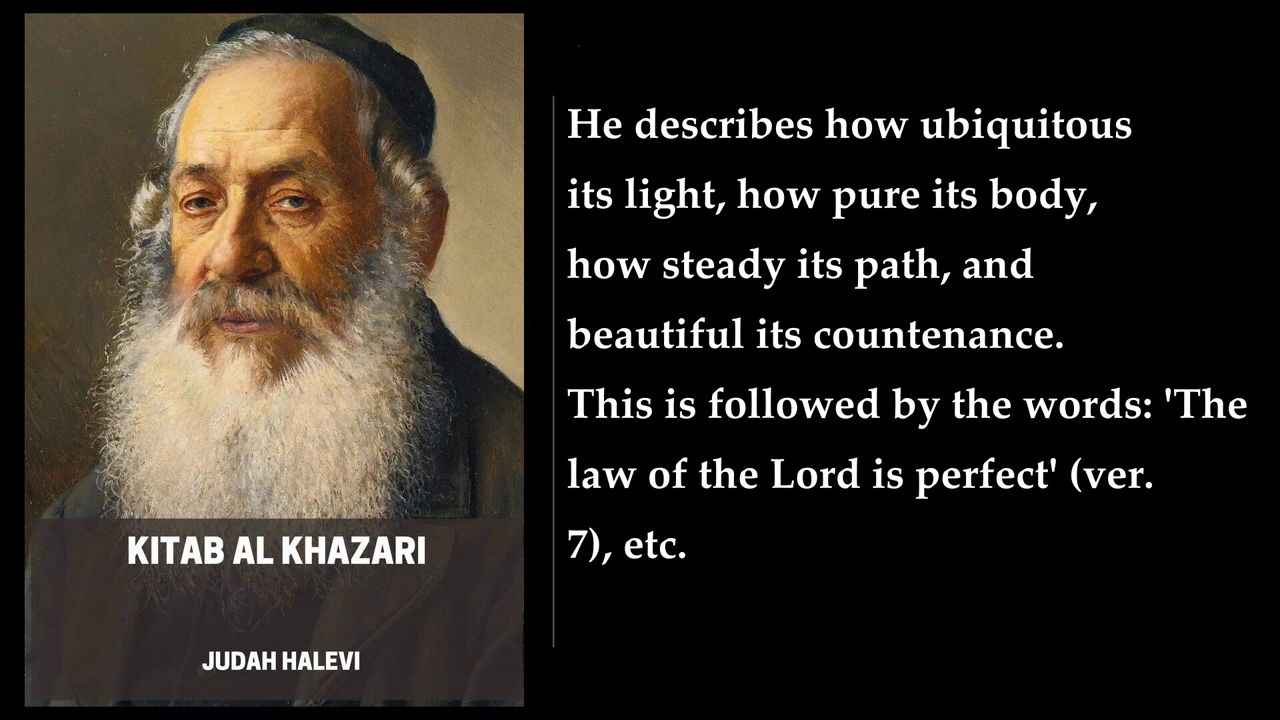 KITAB AL KHAZARI
JUDAH HALEVI
He describes how ubiquitous
its light, how pure its body,
how steady its path, and
beautiful its countenance.
This is followed by the words: 'The
law of the Lord is perfect' (ver.
7), etc.